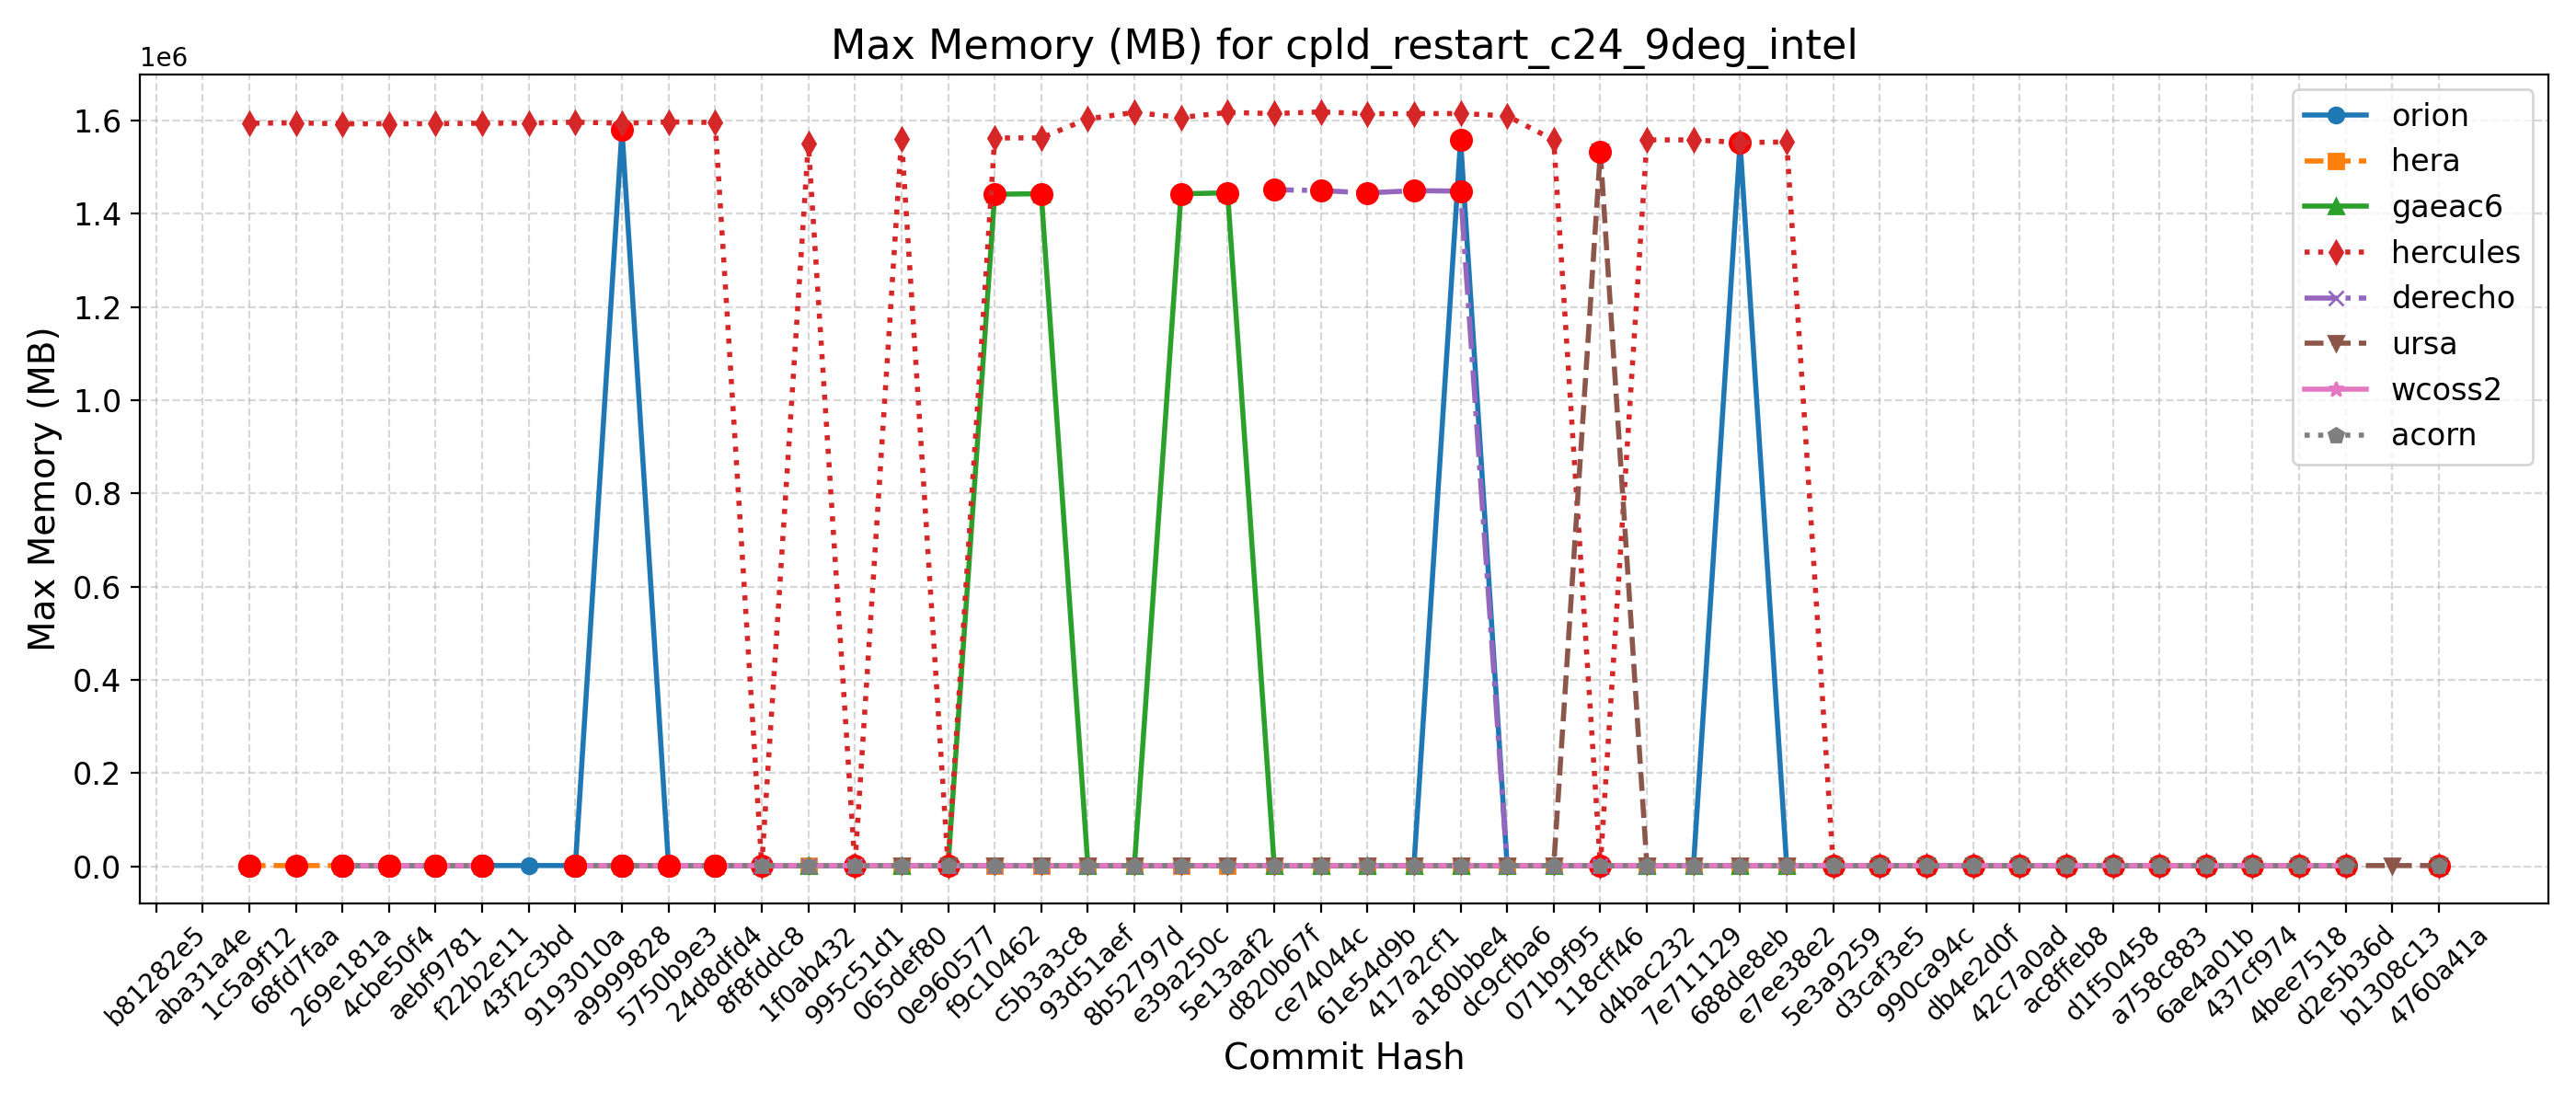 Max Memory (MB) for cpld_restart_c24_9deg_intel
1e6
Max Memory (MB)
1.6
1.4
1.2
1.0
0.8
0.6
0.4
0.2
0.0
orion
hera
gaeac6
hercules
derecho
ursa
wcoss2
acorn
b81282e5
aba31a4e
1c5a9f12
68fd7faa
269e181a
4cbe50f4
aebf9781
f22b2e11
43f2c3bd
9193010a
a9999828
5750b9e3
24d8dfd4
8f8fddc8
1f0ab432
995c51d1
065def80
0e960577
f9c10462
c5b3a3c8
93d51aef
8b52797d
e39a250c
5e13aaf2
d820b67f
ce74044c
61e54d9b
417a2cf1
a180bbe4
dc9cfba6
071b9f95
118cff46
d4bac232
7e711129
688de8eb
e7ee38e2
5e3a9259
d3caf3e5
990ca94c
db4e2d0f
42c7a0ad
ac8ffeb8
d1f50458
a758c883
6ae4a01b
437cf974
4bee7518
d2e5b36d
b1308c13
4760a41a
Commit Hash